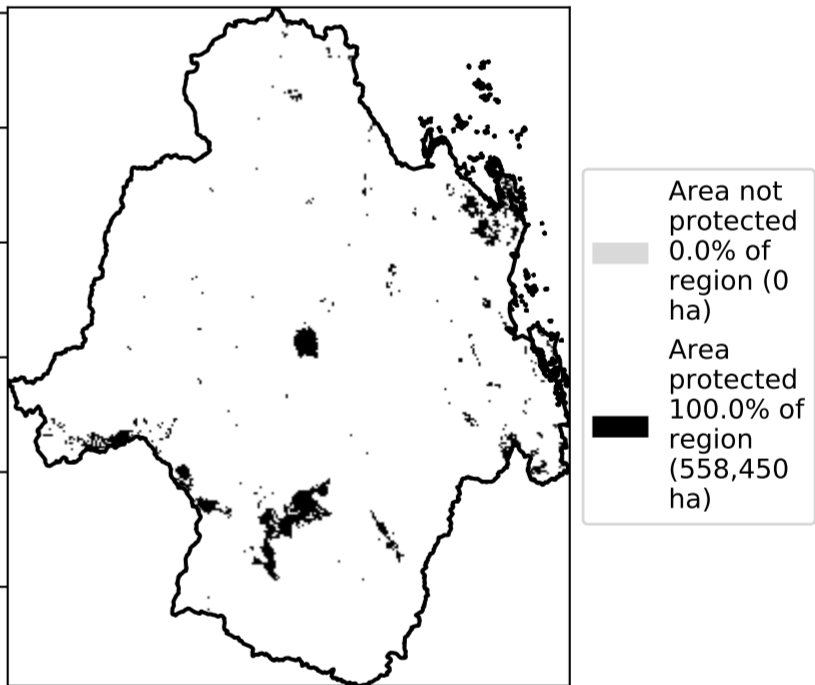 Area not
protected
0.0% of
region (0
ha)
Area
protected
100.0% of
region
(558,450
ha)